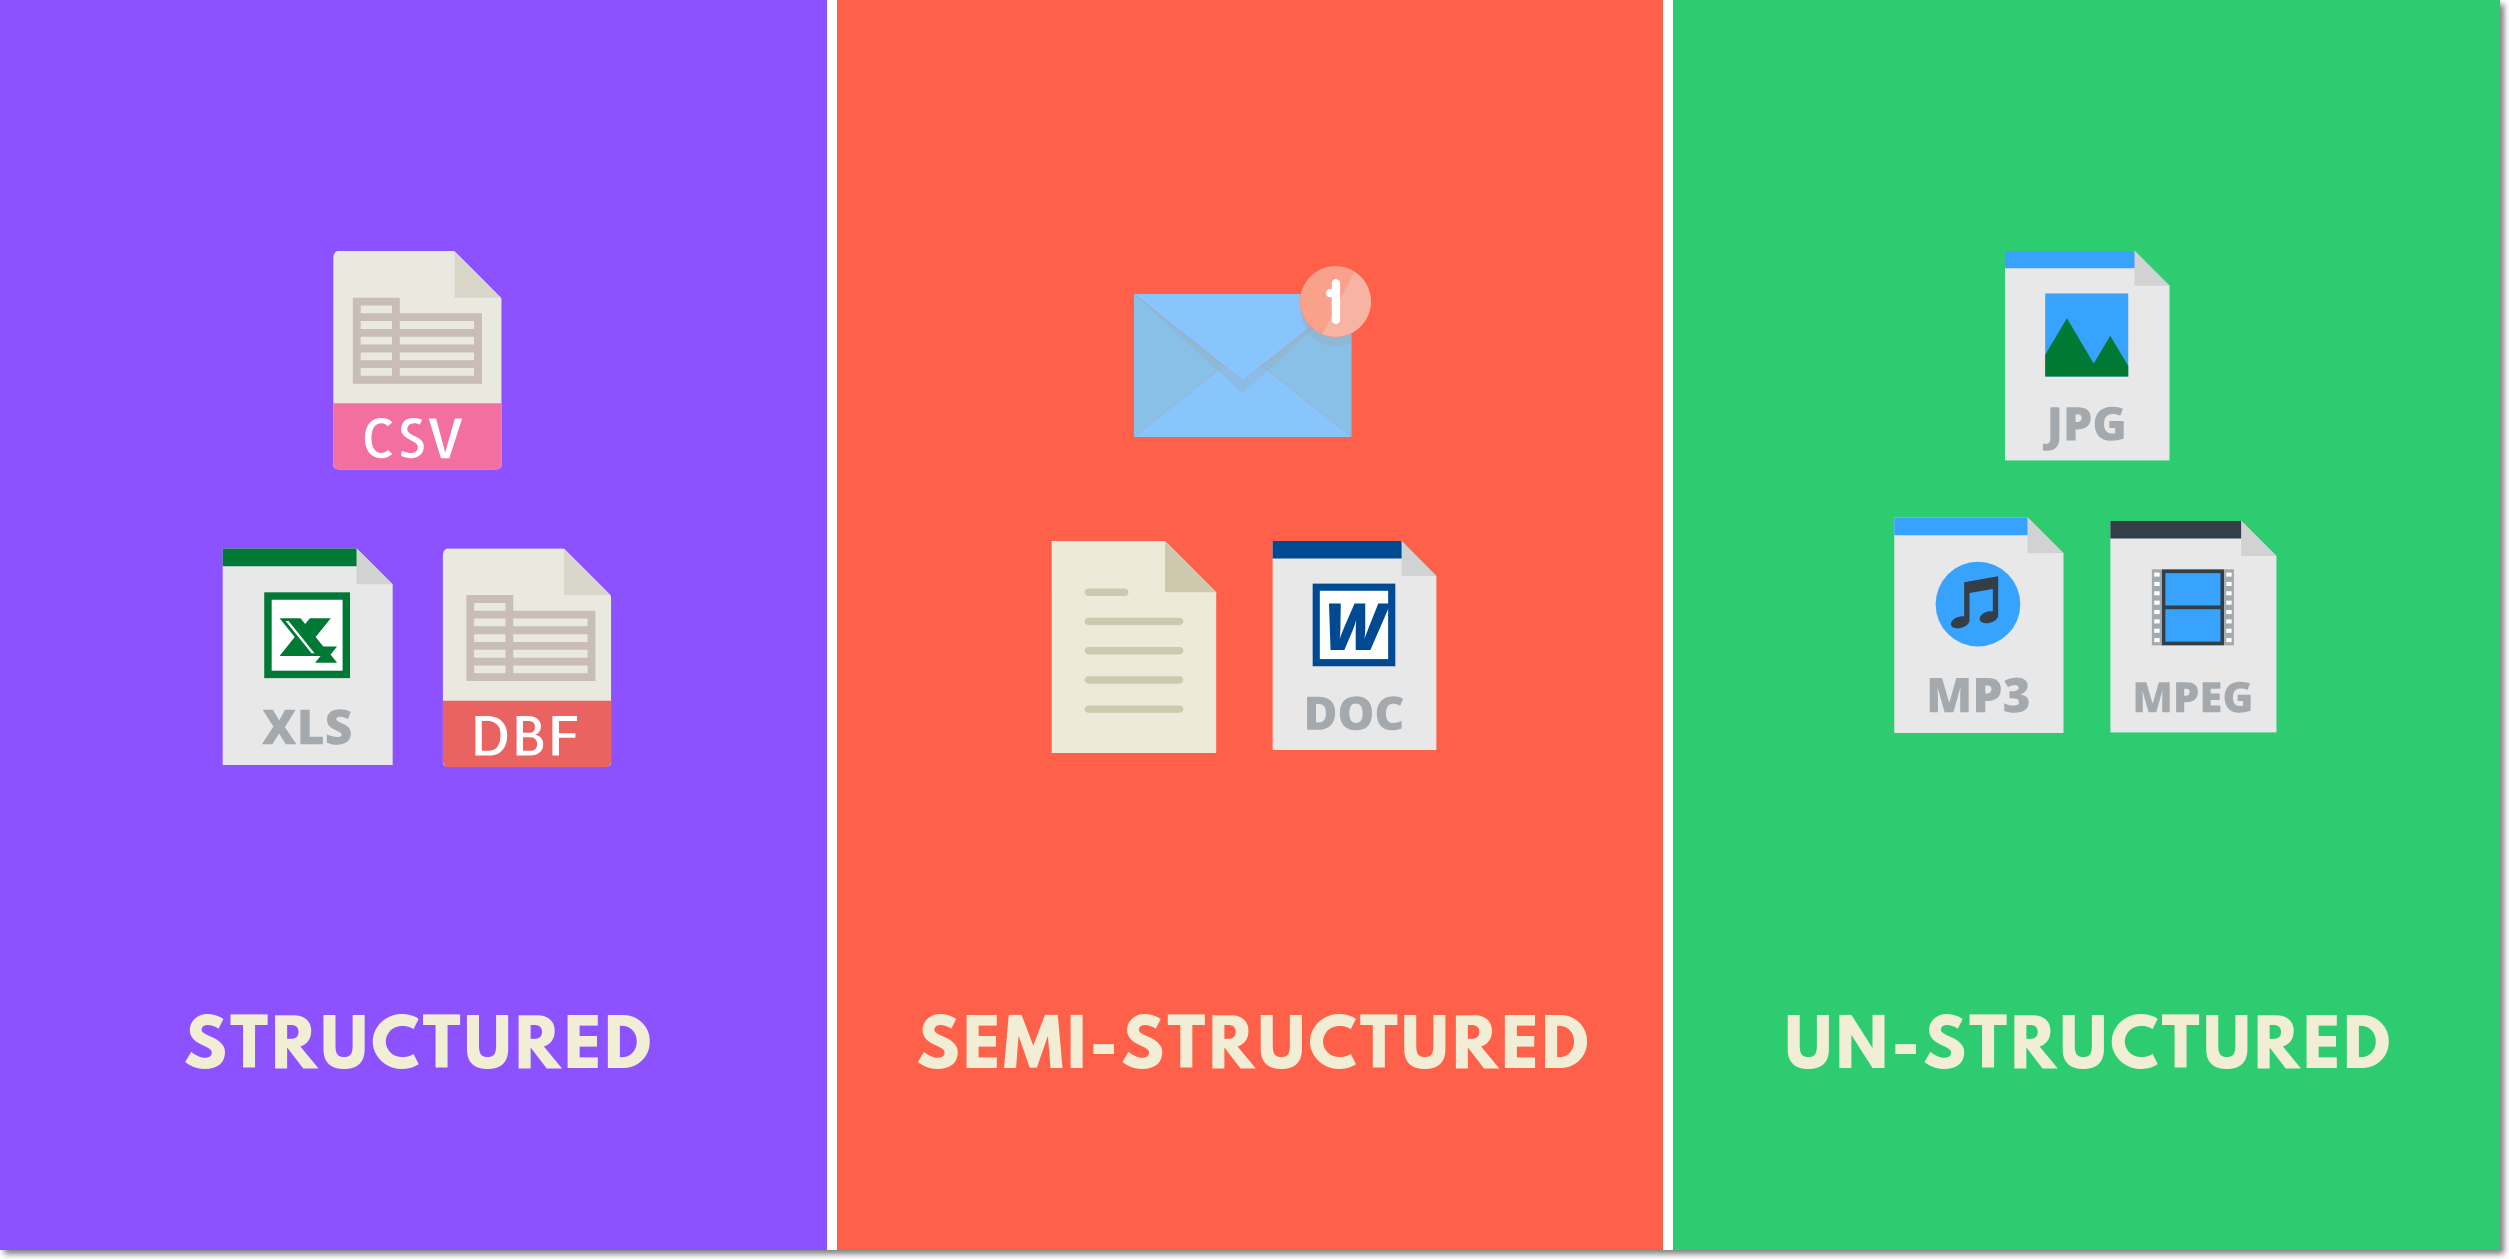 CSV
XLS
DBF
STRUCTURED
1
W
DOC
SEMI-STRUCTURED
JPG
MP3
MPEG
UN-STRUCTURED